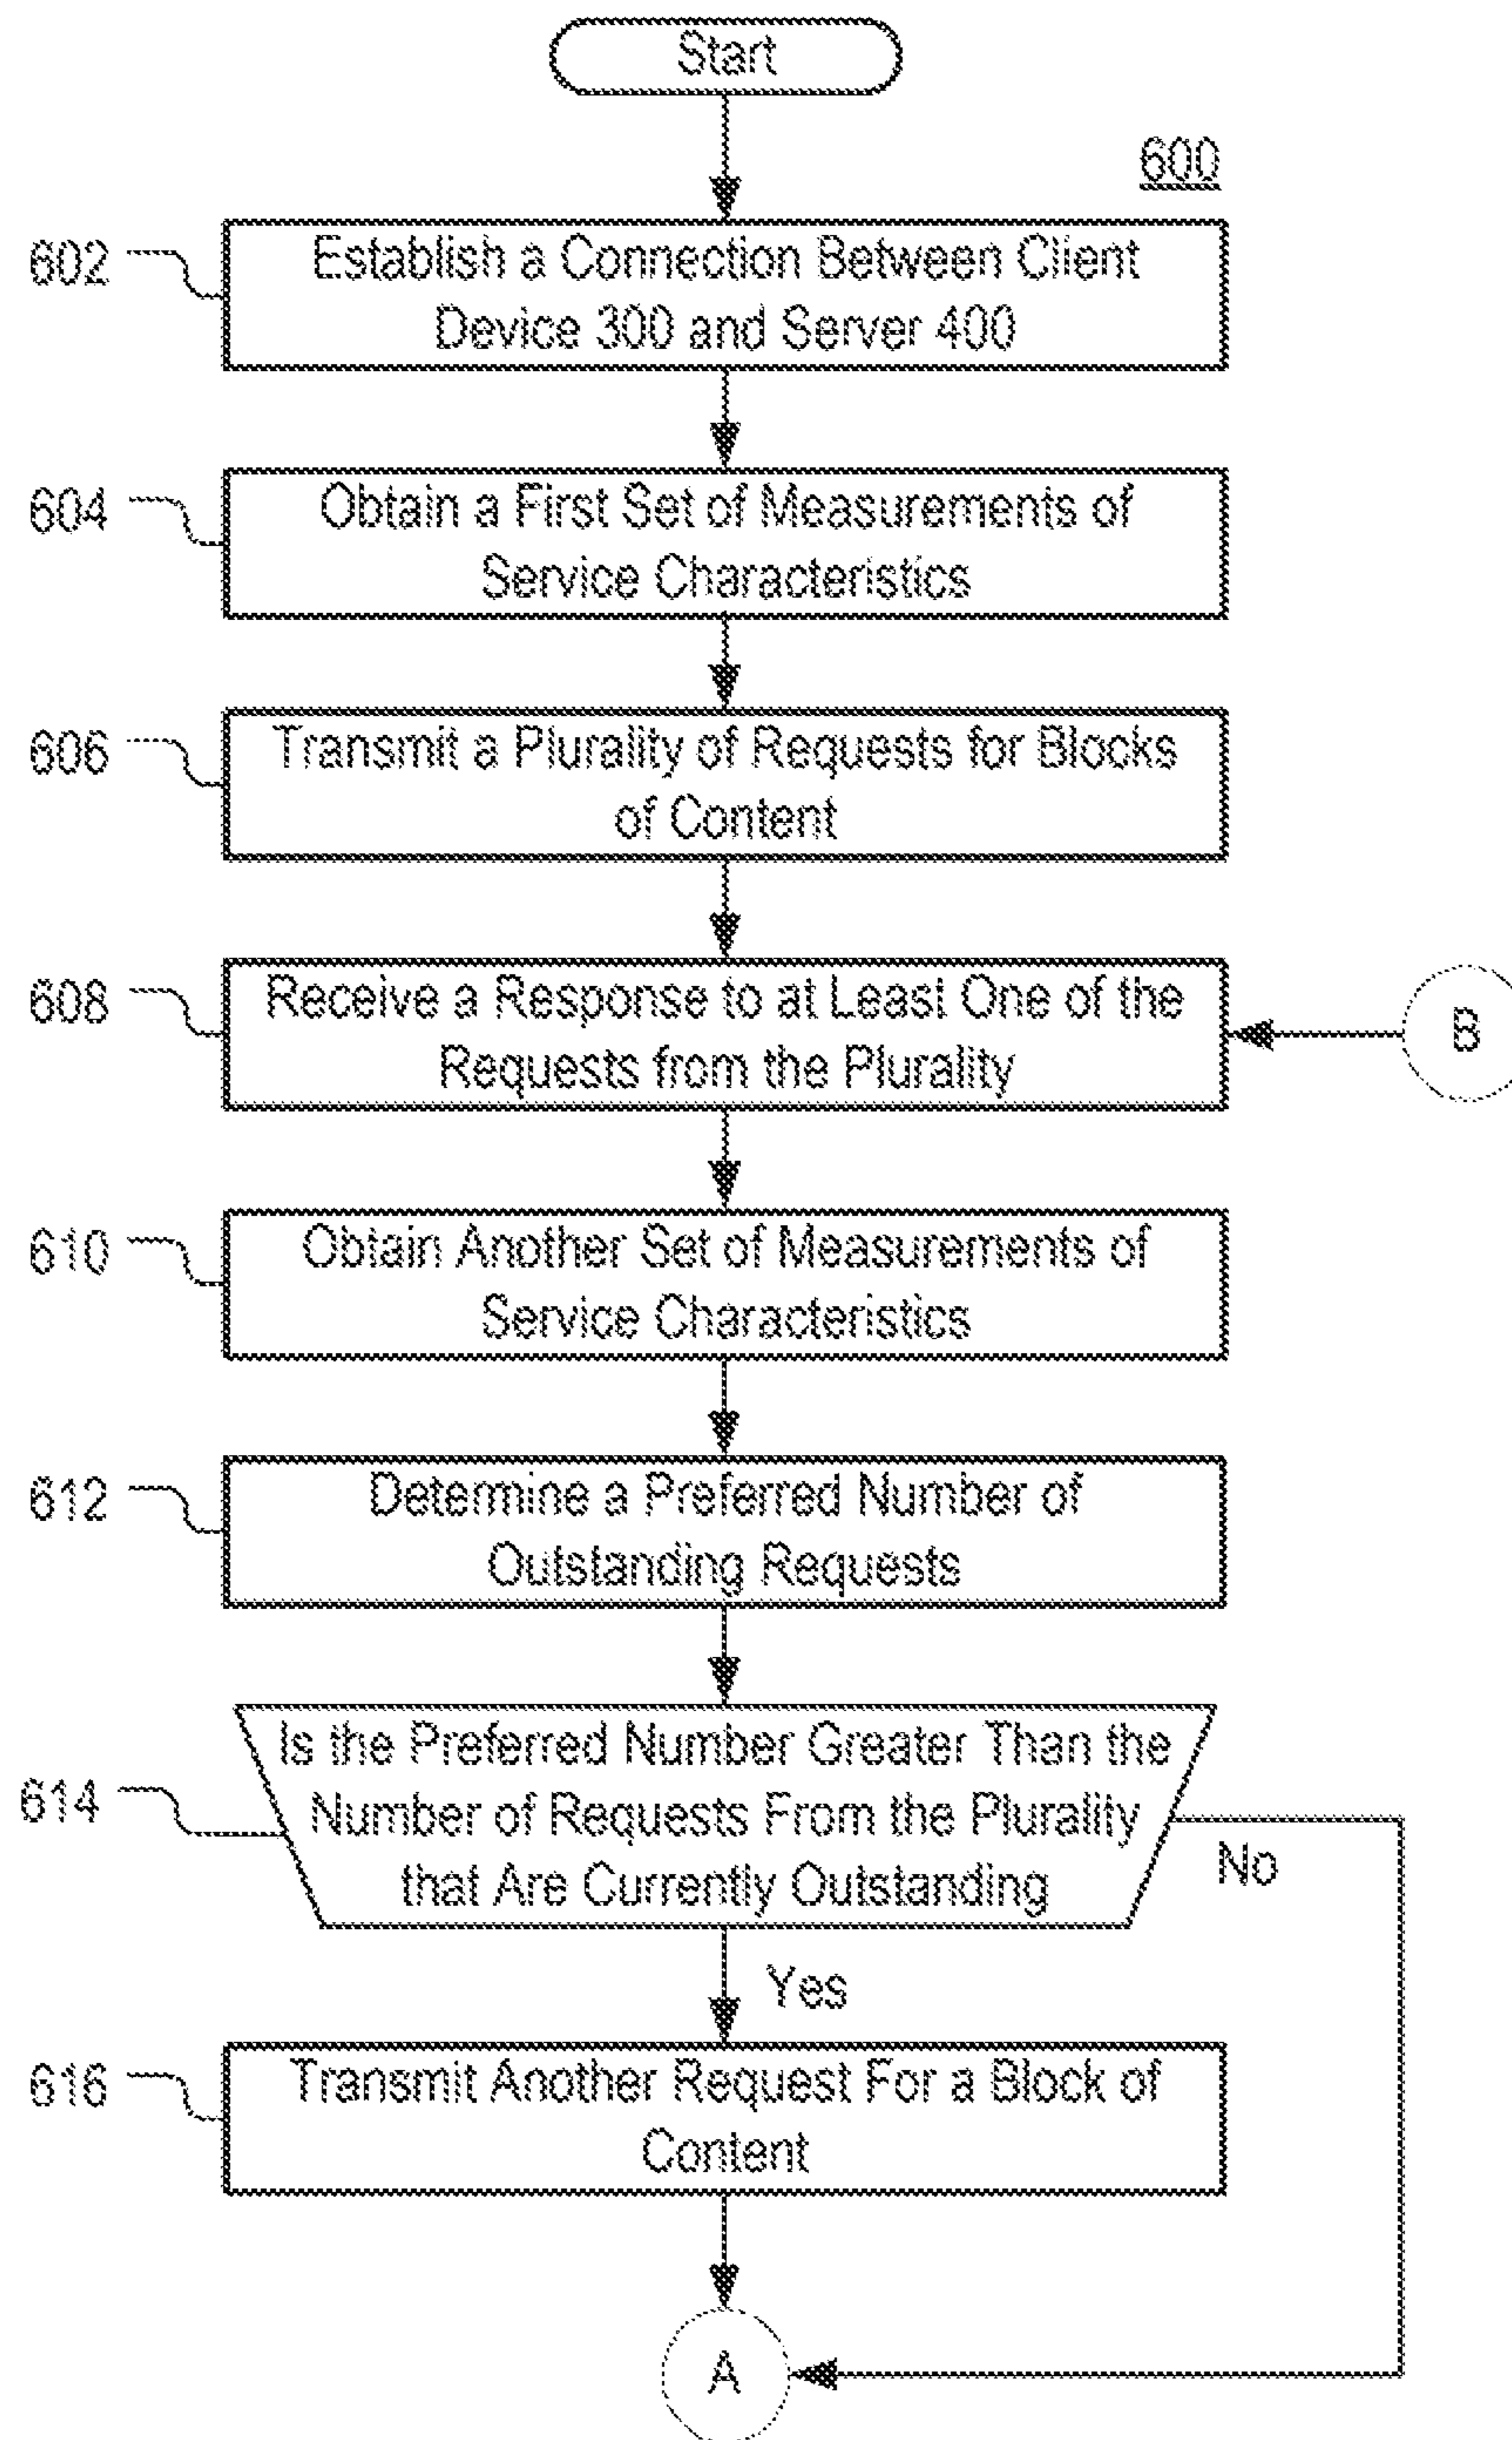 Start
600
602
Establish a Connection Between Client
Device 300 and Server 400
604
Obtain a First Set of Measurements of
Service Characteristics
606
Transmit a Plurality of Requests for Blocks
of Content
608
Receive a Response to at Least One of the
Requests from the Plurality
B
610
Obtain Another Set of Measurements of
Service Characteristics
612
Determine a Preferred Number of
Outstanding Requests
614
Is the Preferred Number Greater Than the
Number of Requests From the Plurality
that Are Currently Outstanding
No
Yes
616
Transmit Another Request For a Block of
Content
A